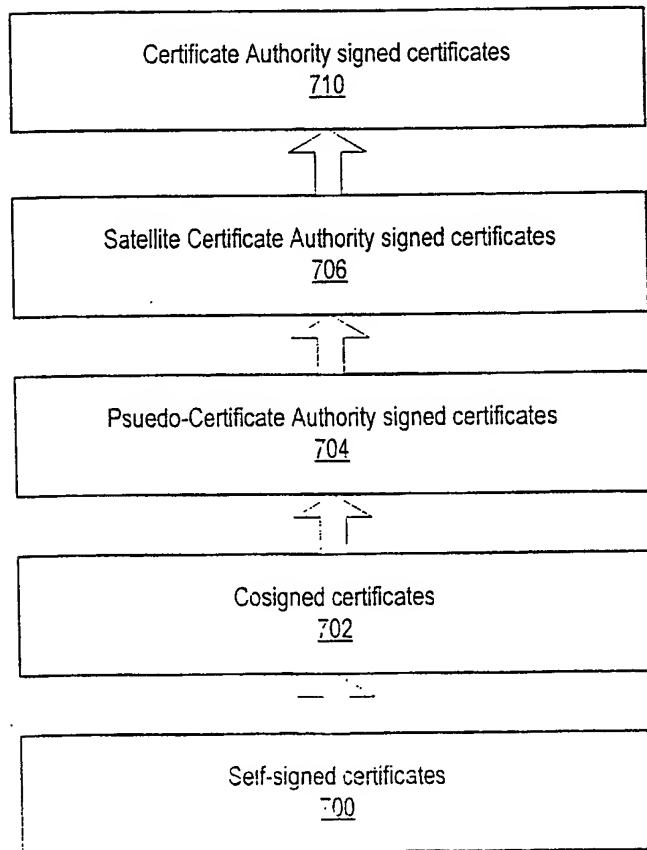 Certificate Authority signed certificates
710
Satellite Certificate Authority signed certificates
706
Psuedo-Certificate Authority signed certificates
704
Cosigned certificates
702
Self-signed certificates
700